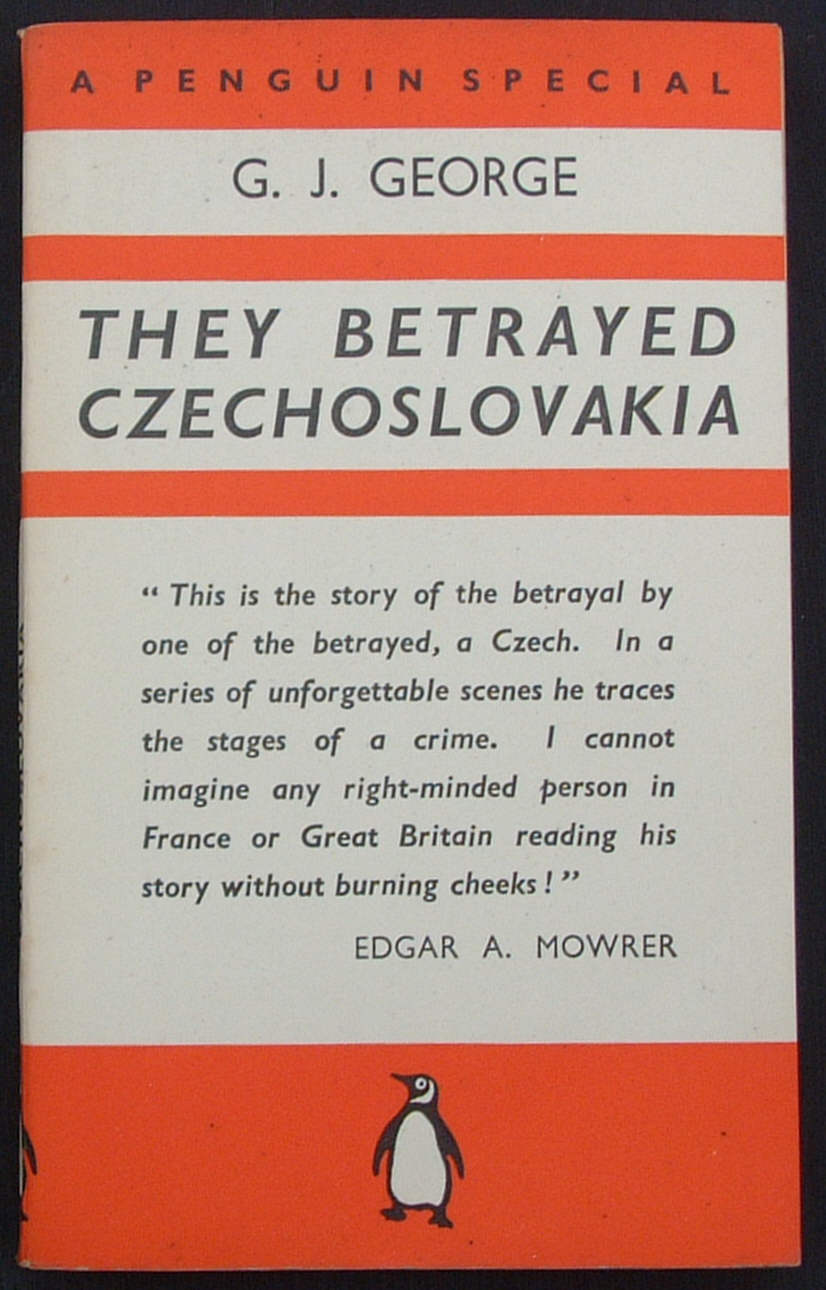 A PENGUIN SPECIAL
G. J. GEORGE
THEY BETRAYED
CZECHOSLOVAKIA
“ This is the story of the betrayal by
one of the betrayed, a Czech. In a
series of unforgettable scenes he traces
the stages of a crime. I cannot
imagine any right-minded person in
France or Great Britain reading his
story without burning cheeks ! ”
EDGAR A. MOWRER